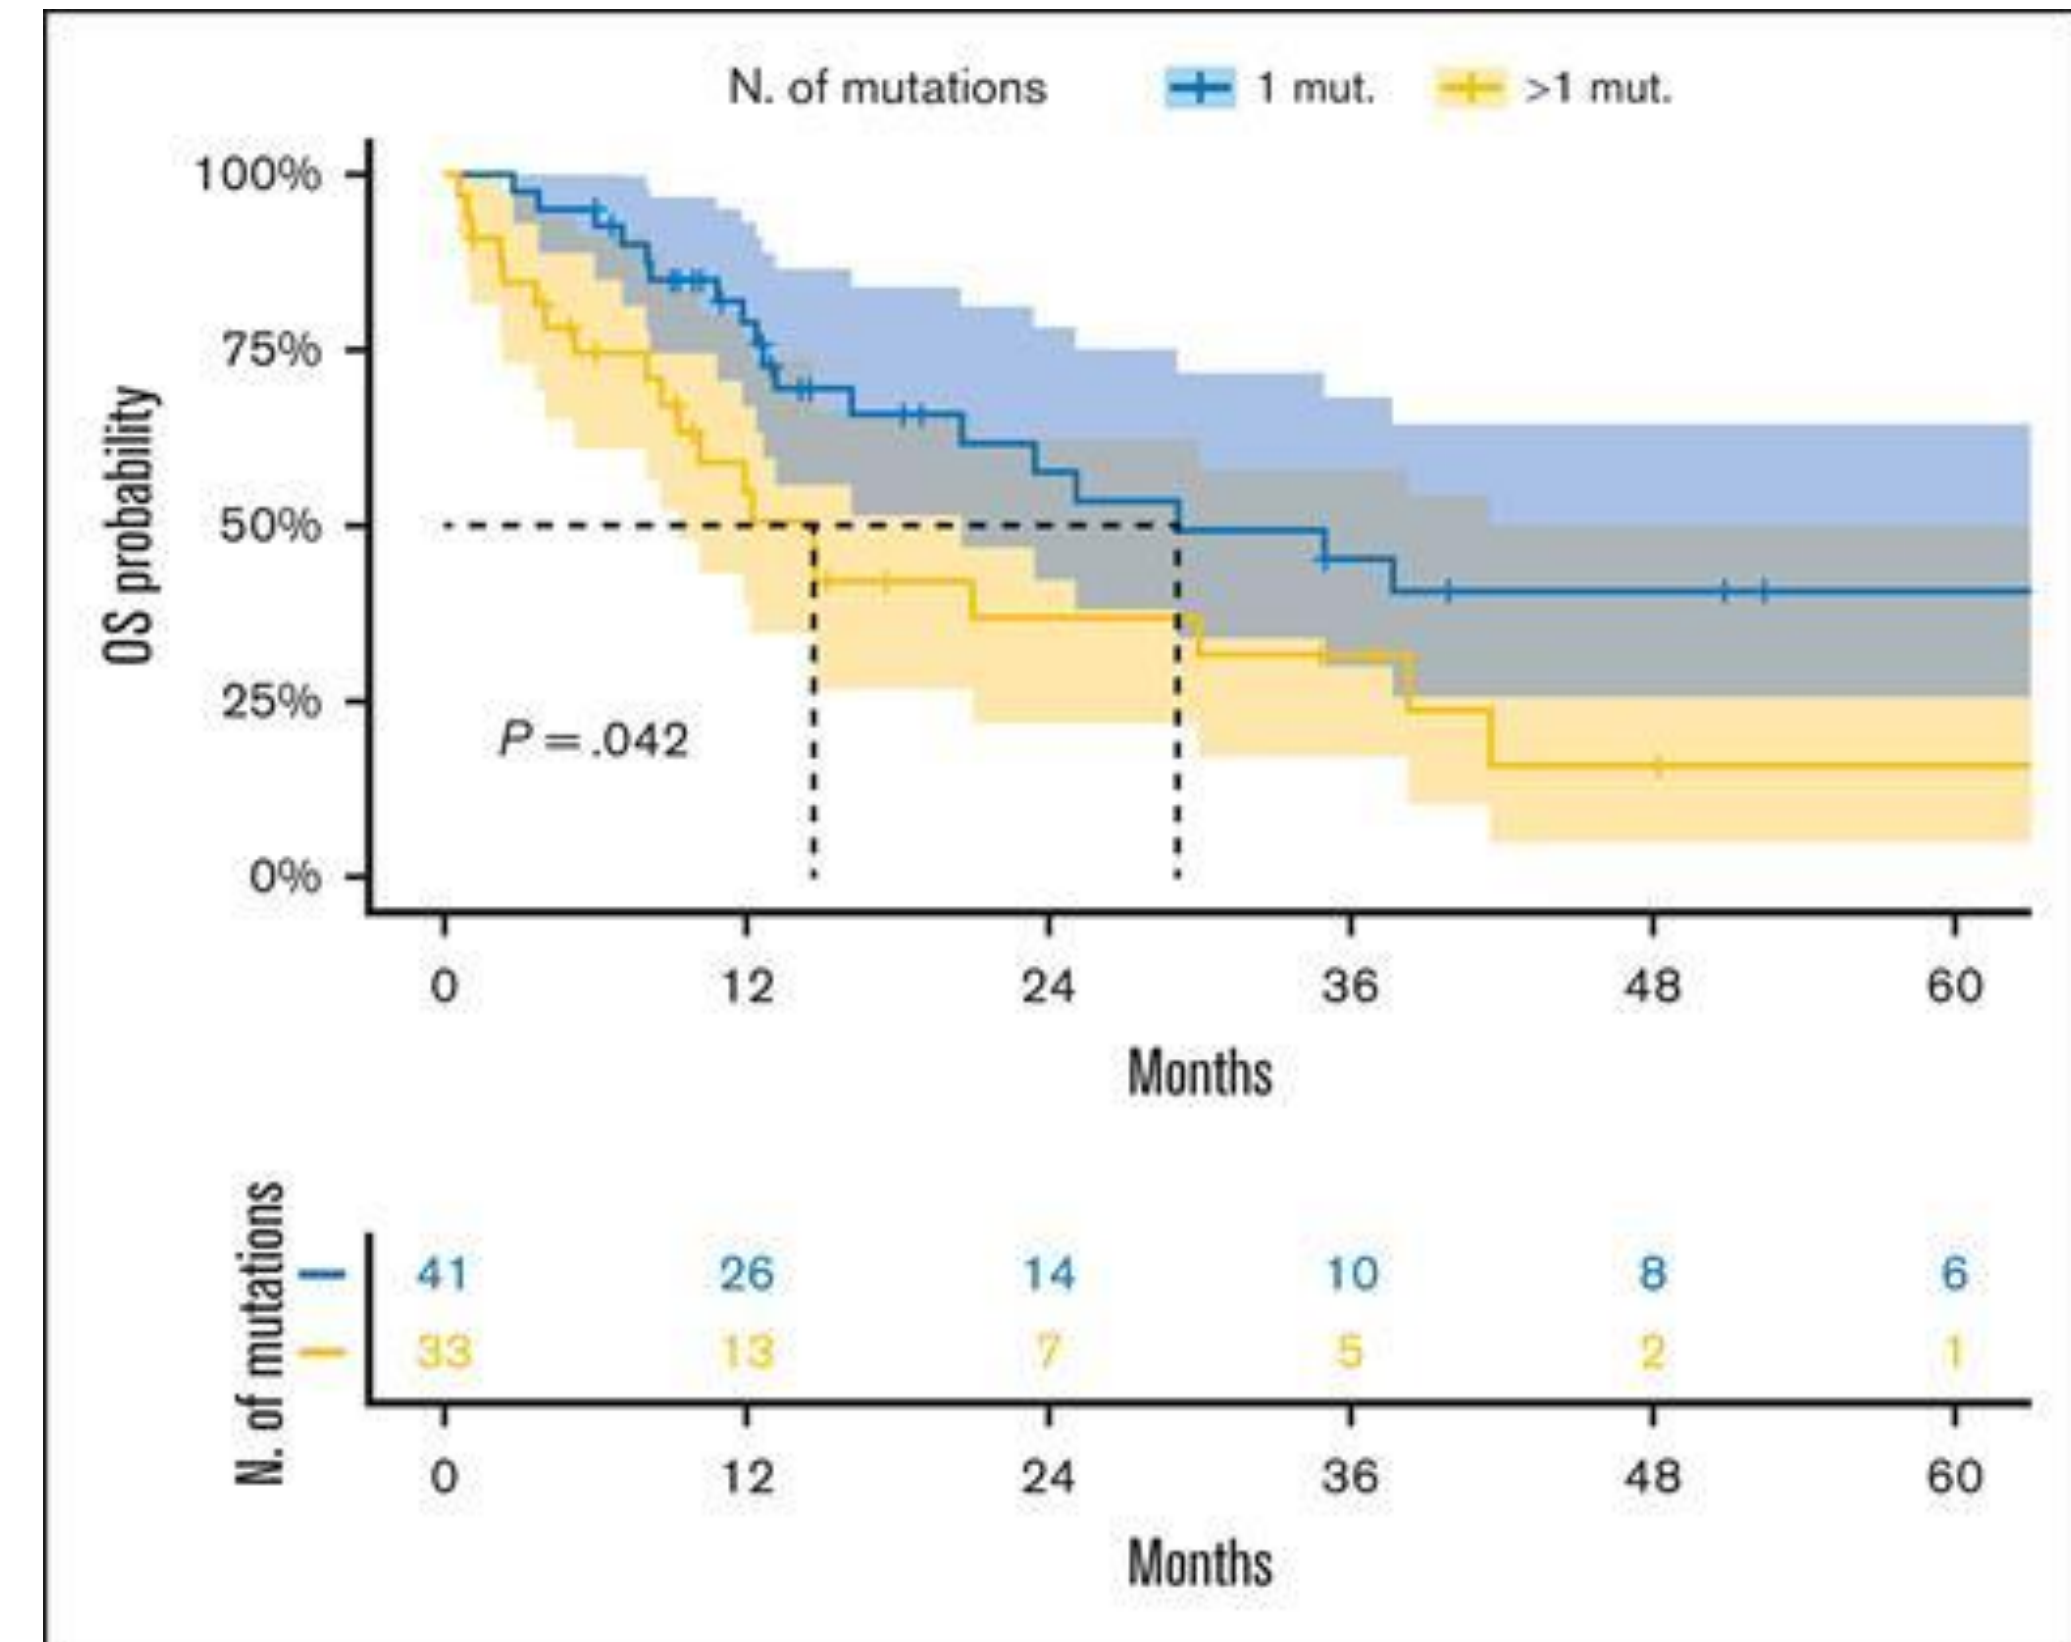 N. of mutations 1 mut. >1 mut.
100%
75%
50%
25%
0%
OS probability
P = .042
0 12 24 36 48 60
Months
N. of mutations
41 26 14 10 8 6
33 13 7 5 2 1
0 12 24 36 48 60
Months